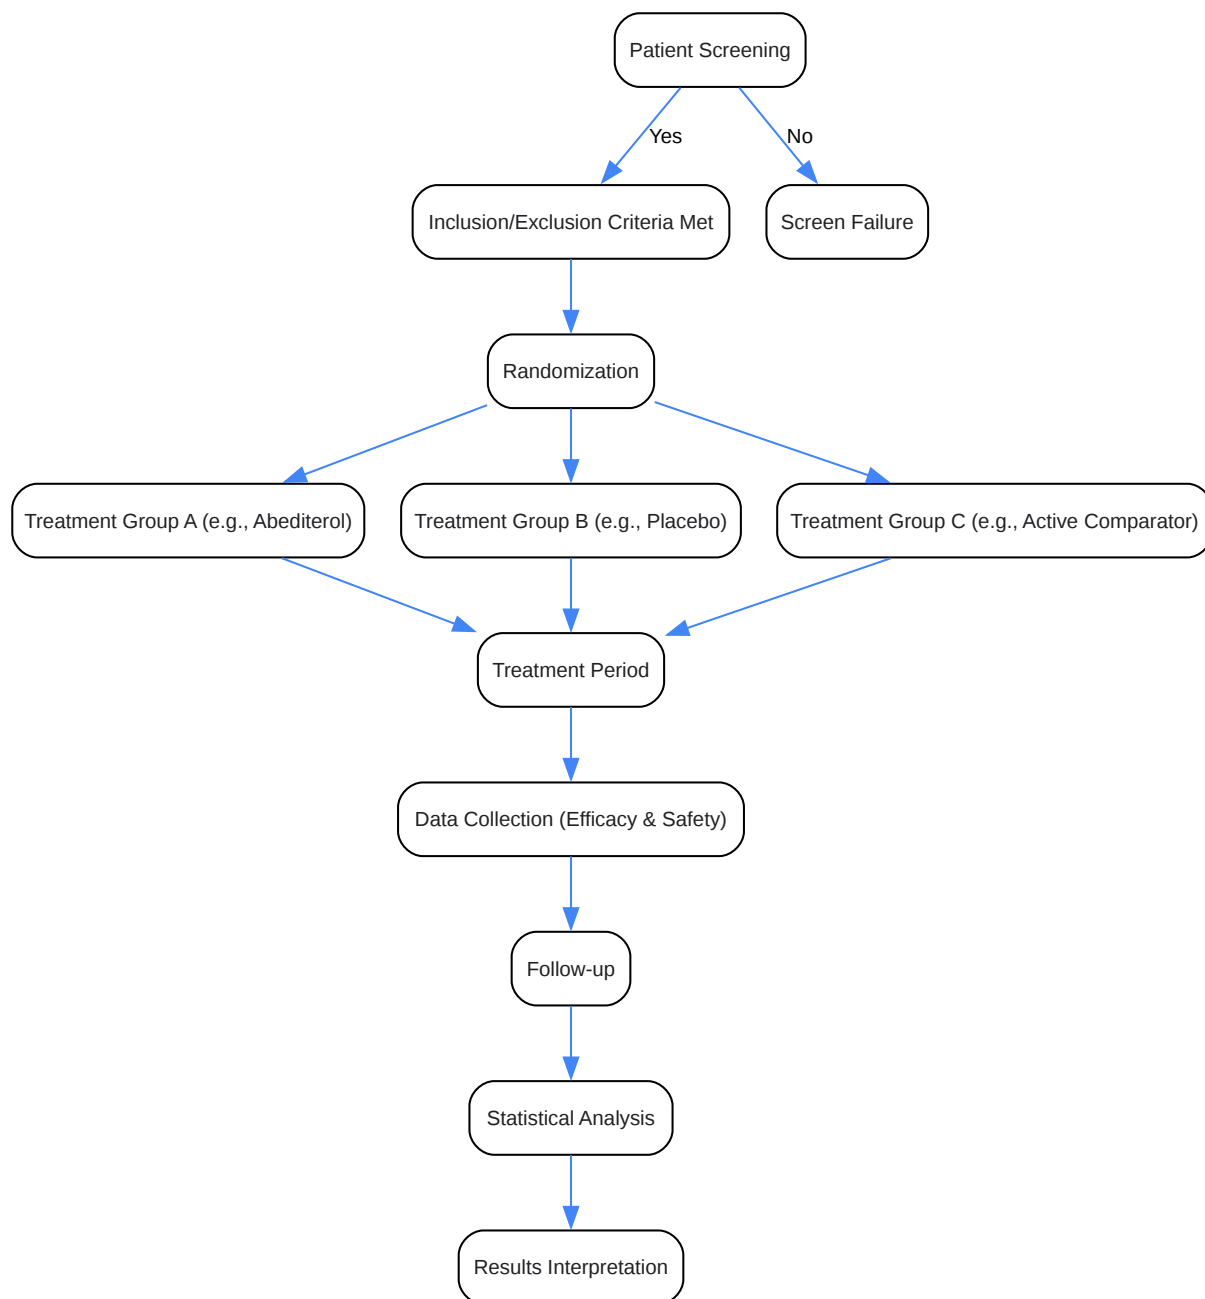 Patient Screening
Yes
No
Inclusion/Exclusion Criteria Met
Screen Failure
Randomization
Treatment Group A (e.g., Abediterol)
Treatment Group B (e.g., Placebo)
Treatment Group C (e.g., Active Comparator)
Treatment Period
Data Collection (Efficacy & Safety)
Follow-up
Statistical Analysis
Results Interpretation